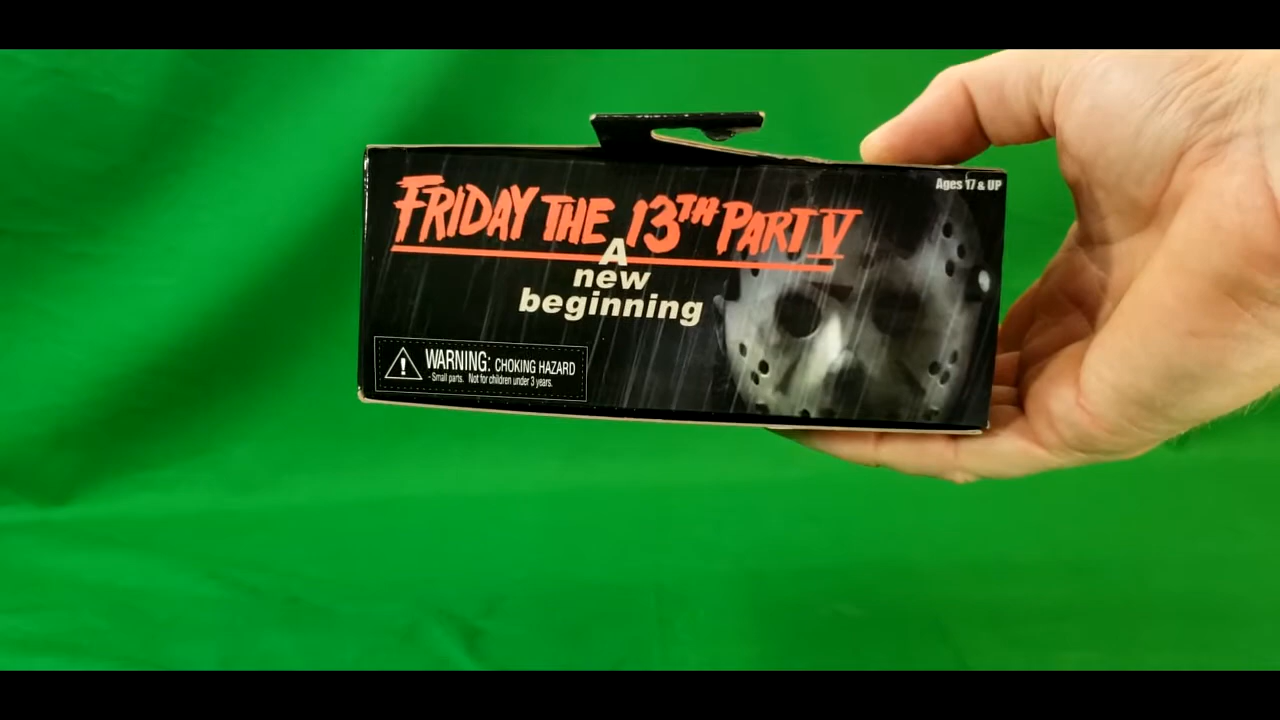 Ages 17 & UP
FRIDAY THE 13TH PART V
A
new
beginning
WARNING: CHOKING HAZARD
- Small parts. Not for children under 3 years.